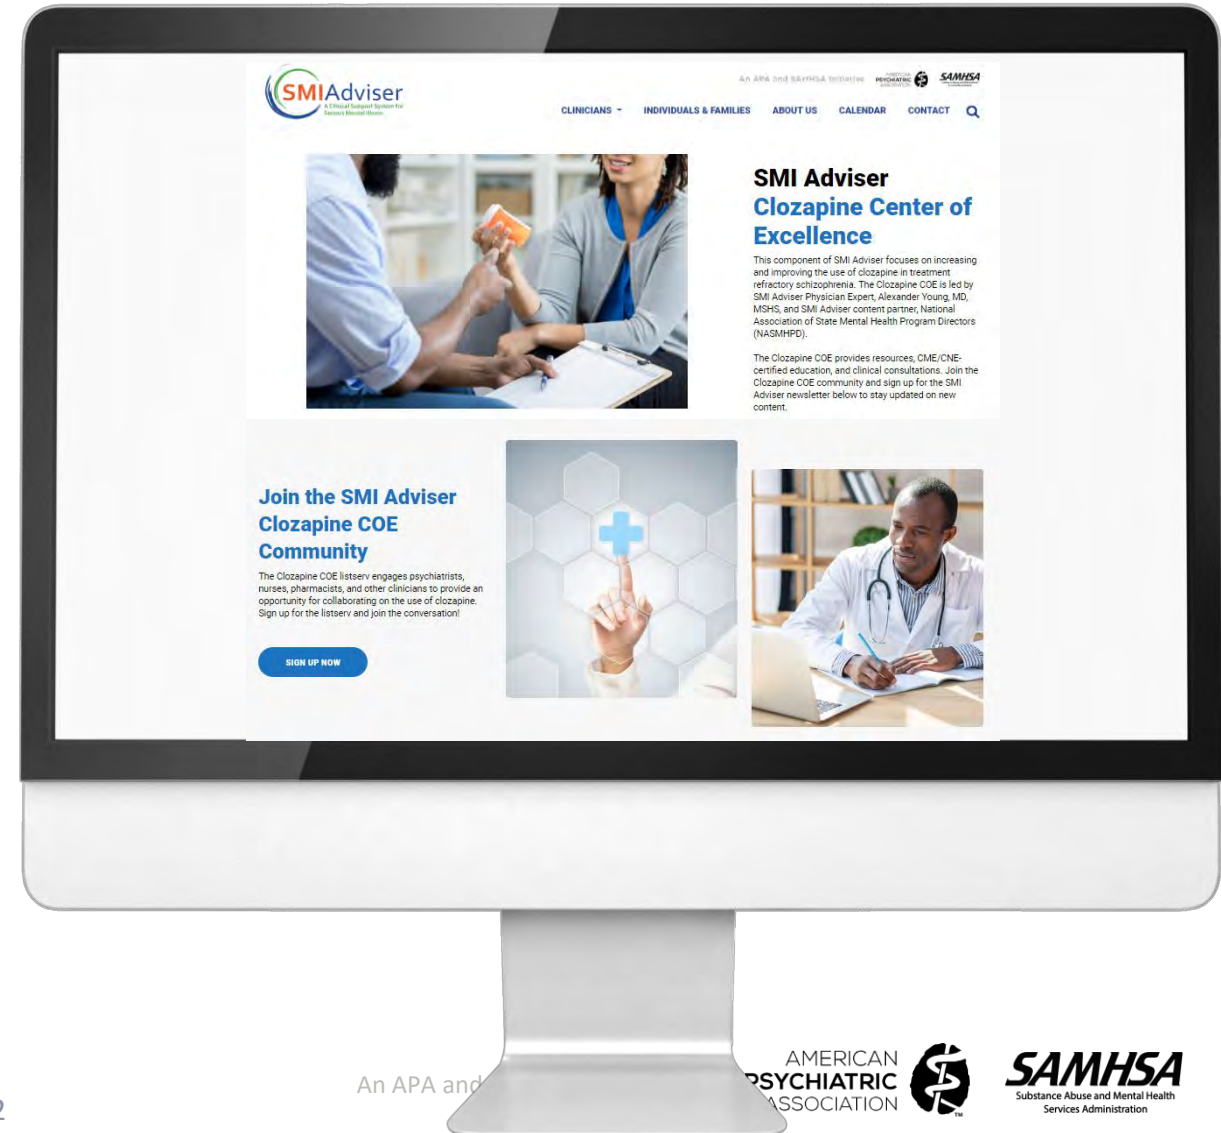 SMIAdviser
A Clinical Support System for
Serious Mental Illness
An APA and SAMHSA Initiative
AMERICAN
PSYCHIATRIC
ASSOCIATION
SAMHSA
CLINICIANS
INDIVIDUALS & FAMILIES
ABOUT US
CALENDAR
CONTACT
SMI Adviser
Clozapine Center of
Excellence
This component of SMI Adviser focuses on increasing
and improving the use of clozapine in treatment
refractory schizophrenia. The Clozapine COE is led by
SMI Adviser Physician Expert, Alexander Young, MD,
MSHS, and SMI Adviser content partner, National
Association of State Mental Health Program Directors
(NASMHPD).
The Clozapine COE provides resources, CME/CNE-
certified education, and clinical consultations. Join the
Clozapine COE community and sign up for the SMI
Adviser newsletter below to stay updated on new
content.
Join the SMI Adviser
Clozapine COE
Community
The Clozapine COE listserv engages psychiatrists,
nurses, pharmacists, and other clinicians to provide an
opportunity for collaborating on the use of clozapine.
Sign up for the listserv and join the conversation!
SIGN UP NOW
An APA and
AMERICAN
PSYCHIATRIC
ASSOCIATION
TM
SAMHSA
Substance Abuse and Mental Health
Services Administration
2